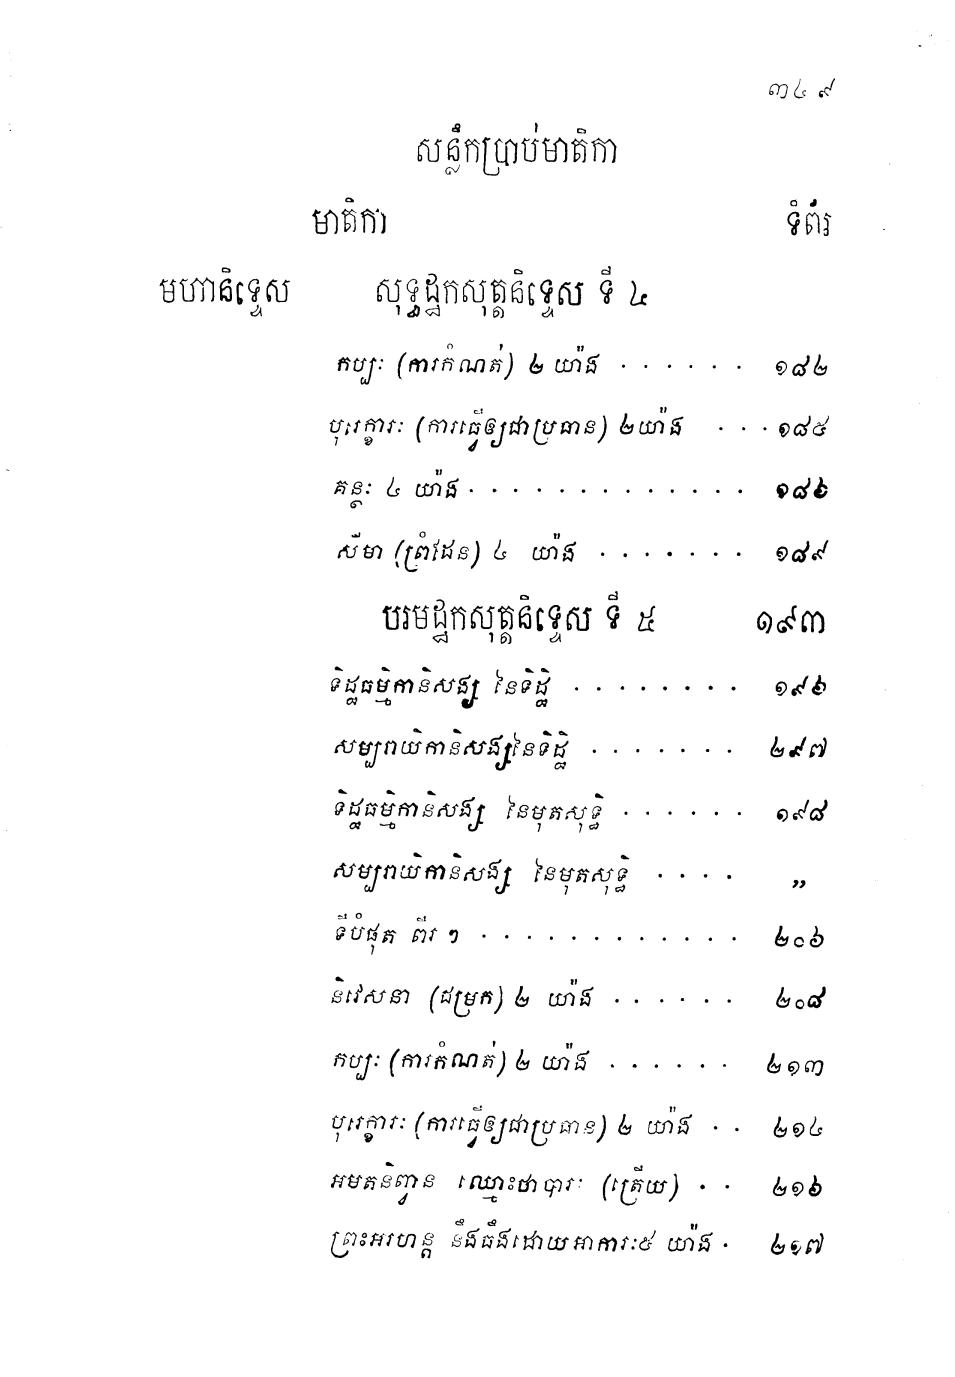 ៣៤៩
សន្លឹកប្រាប់មាតិកា
មាតិកា ទំព័រ
មហានិទ្ទេស សុទ្ធដ្ឋកសុត្តនិទ្ទេស ទី ៤
កប្បៈ (ការកំណត់) ២ យ៉ាង . . . . . . ១៨២
បុរេក្ខារៈ (ការធ្វើឲ្យជាប្រធាន) ២យ៉ាង . . . ១៨៥
គន្ថៈ ៤ យ៉ាង . . . . . . . . . . . . . ១៨៦
សីមា (ព្រំដែន) ៤ យ៉ាង . . . . . . . ១៨៩
បរមដ្ឋកសុត្តនិទ្ទេស ទី ៥ ១៩៣
ទិដ្ឋធម្មិកានិសង្ស នៃទិដ្ឋិ . . . . . . . . ១៩៦
សម្បរាយិកានិសង្សនៃទិដ្ឋិ . . . . . . . ២៩៧
ទិដ្ឋធម្មិកានិសង្ស នៃមុតសុទ្ធិ . . . . . . ១៩៨
សម្បរាយិកានិសង្ស នៃមុតសុទ្ធិ . . . . ,,
ទីបំផុត ពីរ ៗ . . . . . . . . . . . . ២០៦
និវេសនា (ជម្រក) ២ យ៉ាង . . . . . . ២០៨
កប្បៈ (ការកំណត់) ២ យ៉ាង . . . . . . ២១៣
បុរេក្ខារៈ (ការធ្វើឲ្យជាប្រធាន) ២ យ៉ាង . . ២១៤
អមតនិព្វាន ឈ្មោះថាបារៈ (ត្រើយ) . . ២១៦
ព្រះអរហន្ត នឹងធឹងដោយអាការៈ៥ យ៉ាង . ២១៧